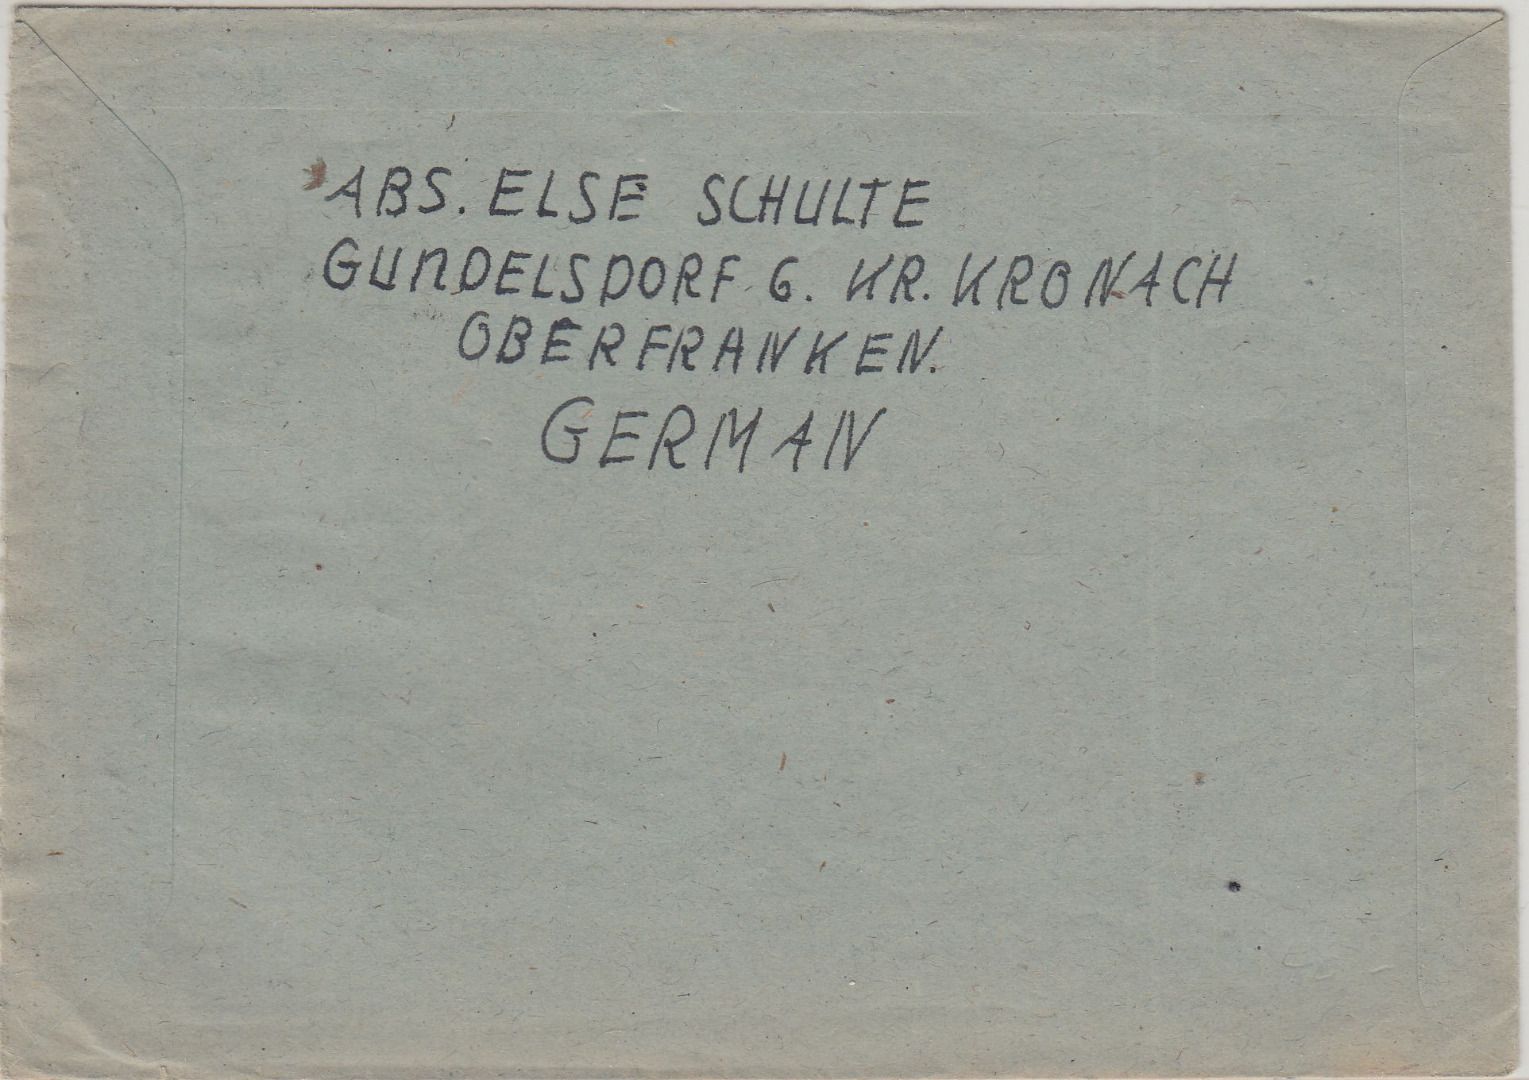 ABS. ELSE SCHULTE
GUNDELSDORF 6. KR. KRONACH
OBERFRANKEN.
GERMAN